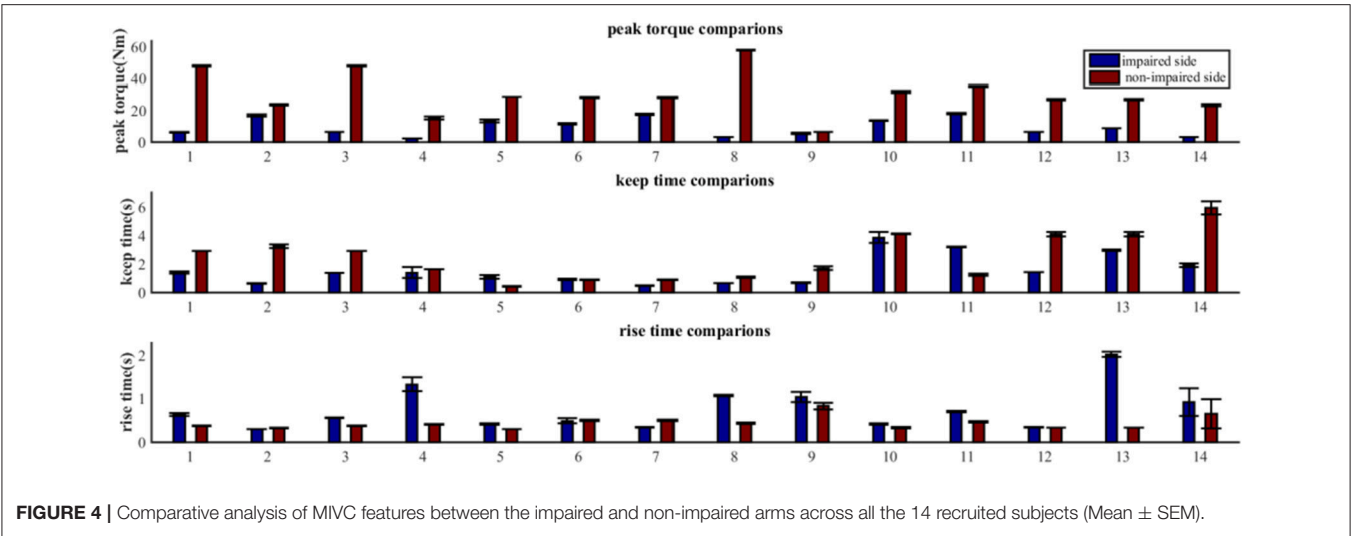 peak torque comparions
peak torque(Nm)
60
40
20
0
impaired side
non-impaired side
1 2 3 4 5 6 7 8 9 10 11 12 13 14
keep time comparions
keep time(s)
6
4
2
0
1 2 3 4 5 6 7 8 9 10 11 12 13 14
rise time comparions
rise time(s)
2
1
0
1 2 3 4 5 6 7 8 9 10 11 12 13 14
FIGURE 4 | Comparative analysis of MIVC features between the impaired and non-impaired arms across all the 14 recruited subjects (Mean ± SEM).